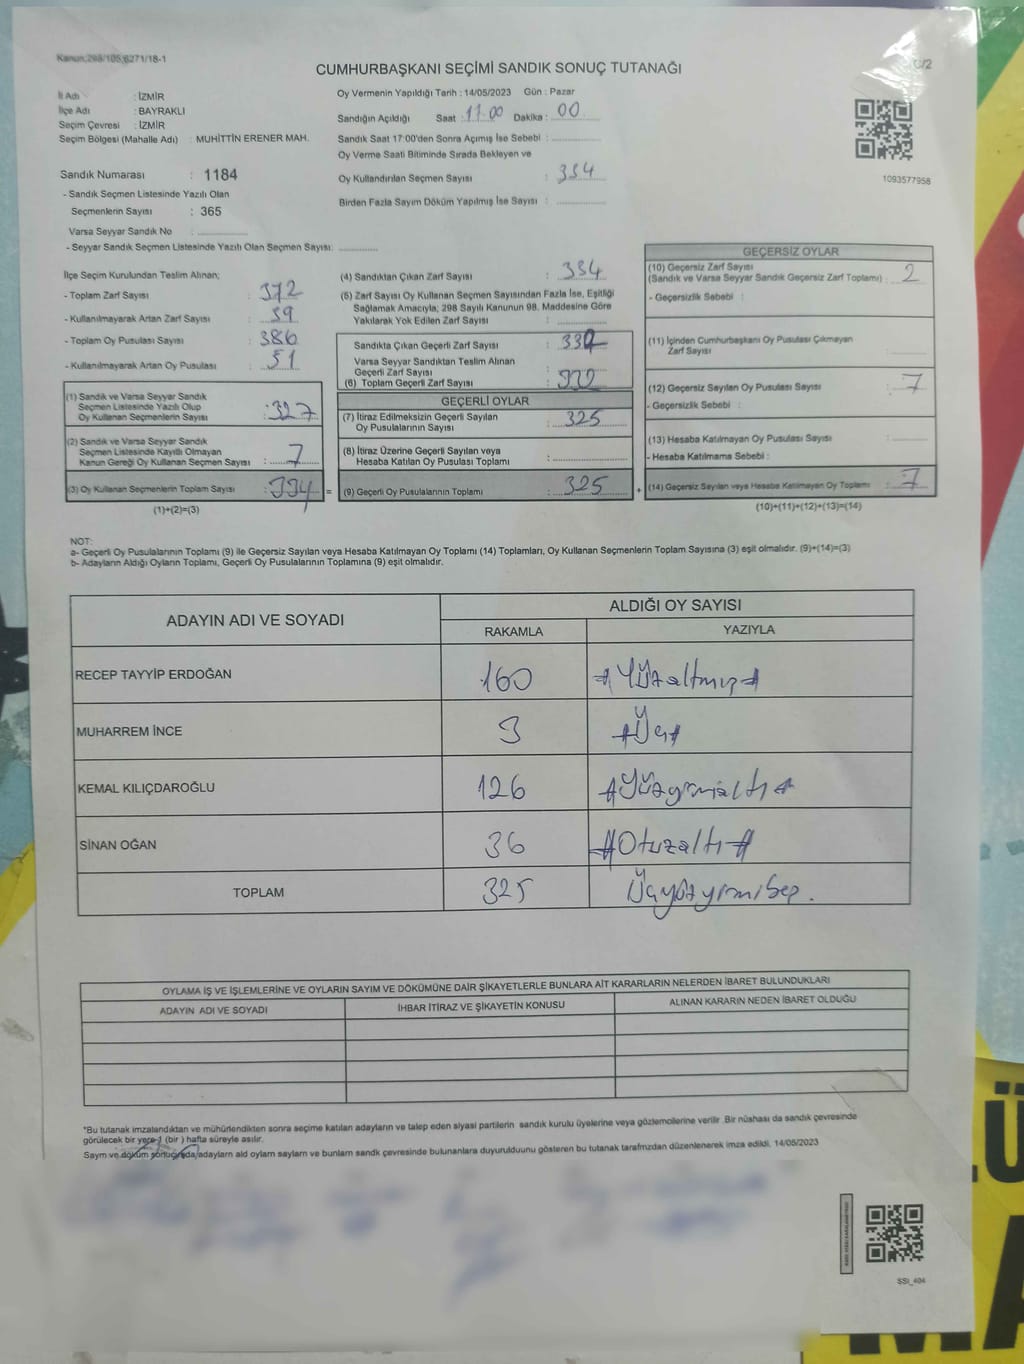 Kanun;298/105;6271/18-1
C/2
CUMHURBAŞKANI SEÇİMİ SANDIK SONUÇ TUTANAĞI
İl Adı : İZMİR
İlçe Adı : BAYRAKLI
Seçim Çevresi : İZMİR
Seçim Bölgesi (Mahalle Adı) : MUHİTTİN ERENER MAH.
Sandık Numarası : 1184
- Sandık Seçmen Listesinde Yazılı Olan
Seçmenlerin Sayısı : 365
Varsa Seyyar Sandık No :
- Seyyar Sandık Seçmen Listesinde Yazılı Olan Seçmen Sayısı:
Oy Vermenin Yapıldığı Tarih : 14/05/2023 Gün : Pazar
Sandığın Açıldığı Saat : 17.00 Dakika : 00
Sandık Saat 17:00'den Sonra Açımış İse Sebebi :
Oy Verme Saati Bitiminde Sırada Bekleyen ve
Oy Kullandırılan Seçmen Sayısı : 334
Birden Fazla Sayım Döküm Yapılmış İse Sayısı :
1093577958
İlçe Seçim Kurulundan Teslim Alınan;
- Toplam Zarf Sayısı : 372
- Kullanılmayarak Artan Zarf Sayısı : 39
- Toplam Oy Pusulası Sayısı : 386
- Kullanılmayarak Artan Oy Pusulası : 51
(1) Sandık ve Varsa Seyyar Sandık
Seçmen Listesinde Yazılı Olup
Oy Kullanan Seçmenlerin Sayısı : 327
(2) Sandık ve Varsa Seyyar Sandık
Seçmen Listesinde Kayıtlı Olmayan
Kanun Gereği Oy Kullanan Seçmen Sayısı : 7
(3) Oy Kullanan Seçmenlerin Toplam Sayısı : 334
(1)+(2)=(3)
(4) Sandıktan Çıkan Zarf Sayısı : 334
(5) Zarf Sayısı Oy Kullanan Seçmen Sayısından Fazla İse, Eşitliği
Sağlamak Amacıyla; 298 Sayılı Kanunun 98. Maddesine Göre
Yakılarak Yok Edilen Zarf Sayısı :
Sandıkta Çıkan Geçerli Zarf Sayısı :
Varsa Seyyar Sandıktan Teslim Alınan
Geçerli Zarf Sayısı :
(6) Toplam Geçerli Zarf Sayısı :
GEÇERLİ OYLAR
(7) İtiraz Edilmeksizin Geçerli Sayılan
Oy Pusulalarının Sayısı : 325
(8) İtiraz Üzerine Geçerli Sayılan veya
Hesaba Katılan Oy Pusulası Toplamı :
= (9) Geçerli Oy Pusulalarının Toplamı : 325 +
GEÇERSİZ OYLAR
(10) Geçersiz Zarf Sayısı
(Sandık ve Varsa Seyyar Sandık Geçersiz Zarf Toplamı) : 2
- Geçersizlik Sebebi :
(11) İçinden Cumhurbaşkanı Oy Pusulası Çıkmayan
Zarf Sayısı :
(12) Geçersiz Sayılan Oy Pusulası Sayısı : 7
- Geçersizlik Sebebi :
(13) Hesaba Katılmayan Oy Pusulası Sayısı :
- Hesaba Katılmama Sebebi :
(14) Geçersiz Sayılan veya Hesaba Katılmayan Oy Toplamı : 7
(10)+(11)+(12)+(13)=(14)
NOT:
a- Geçerli Oy Pusulalarının Toplamı (9) ile Geçersiz Sayılan veya Hesaba Katılmayan Oy Toplamı (14) Toplamları, Oy Kullanan Seçmenlerin Toplam Sayısına (3) eşit olmalıdır. (9)+(14)=(3)
b- Adayların Aldığı Oyların Toplamı, Geçerli Oy Pusulalarının Toplamına (9) eşit olmalıdır.
ADAYIN ADI VE SOYADI
ALDIĞI OY SAYISI
RAKAMLA YAZIYLA
RECEP TAYYİP ERDOĞAN 160 #Yüzaltmış#
MUHARREM İNCE 3 #Üç#
KEMAL KILIÇDAROĞLU 126 #Yüzyirmialtı#
SİNAN OĞAN 36 #Otuzaltı#
TOPLAM 325 Üçyüzyirmibeş.
OYLAMA İŞ VE İŞLEMLERİNE VE OYLARIN SAYIM VE DÖKÜMÜNE DAİR ŞİKAYETLERLE BUNLARA AİT KARARLARIN NELERDEN İBARET BULUNDUKLARI
ADAYIN ADI VE SOYADI İHBAR İTİRAZ VE ŞİKAYETİN KONUSU ALINAN KARARIN NEDEN İBARET OLDUĞU
*Bu tutanak imzalandıktan ve mühürlendikten sonra seçime katılan adayların ve talep eden siyasi partilerin sandık kurulu üyelerine veya gözlemcilerine verilir .Bir nüshası da sandık çevresinde
görülecek bir yere 1 (bir ) hafta süreyle asılır.
Sayım ve döküm sonucunda adayların ald oyların sayıların ve bunların sandk çevresinde bulunanlara duyurulduunu gösteren bu tutanak tarafmzdan düzenlenerek imza edildi. 14/05/2023
SSI_404